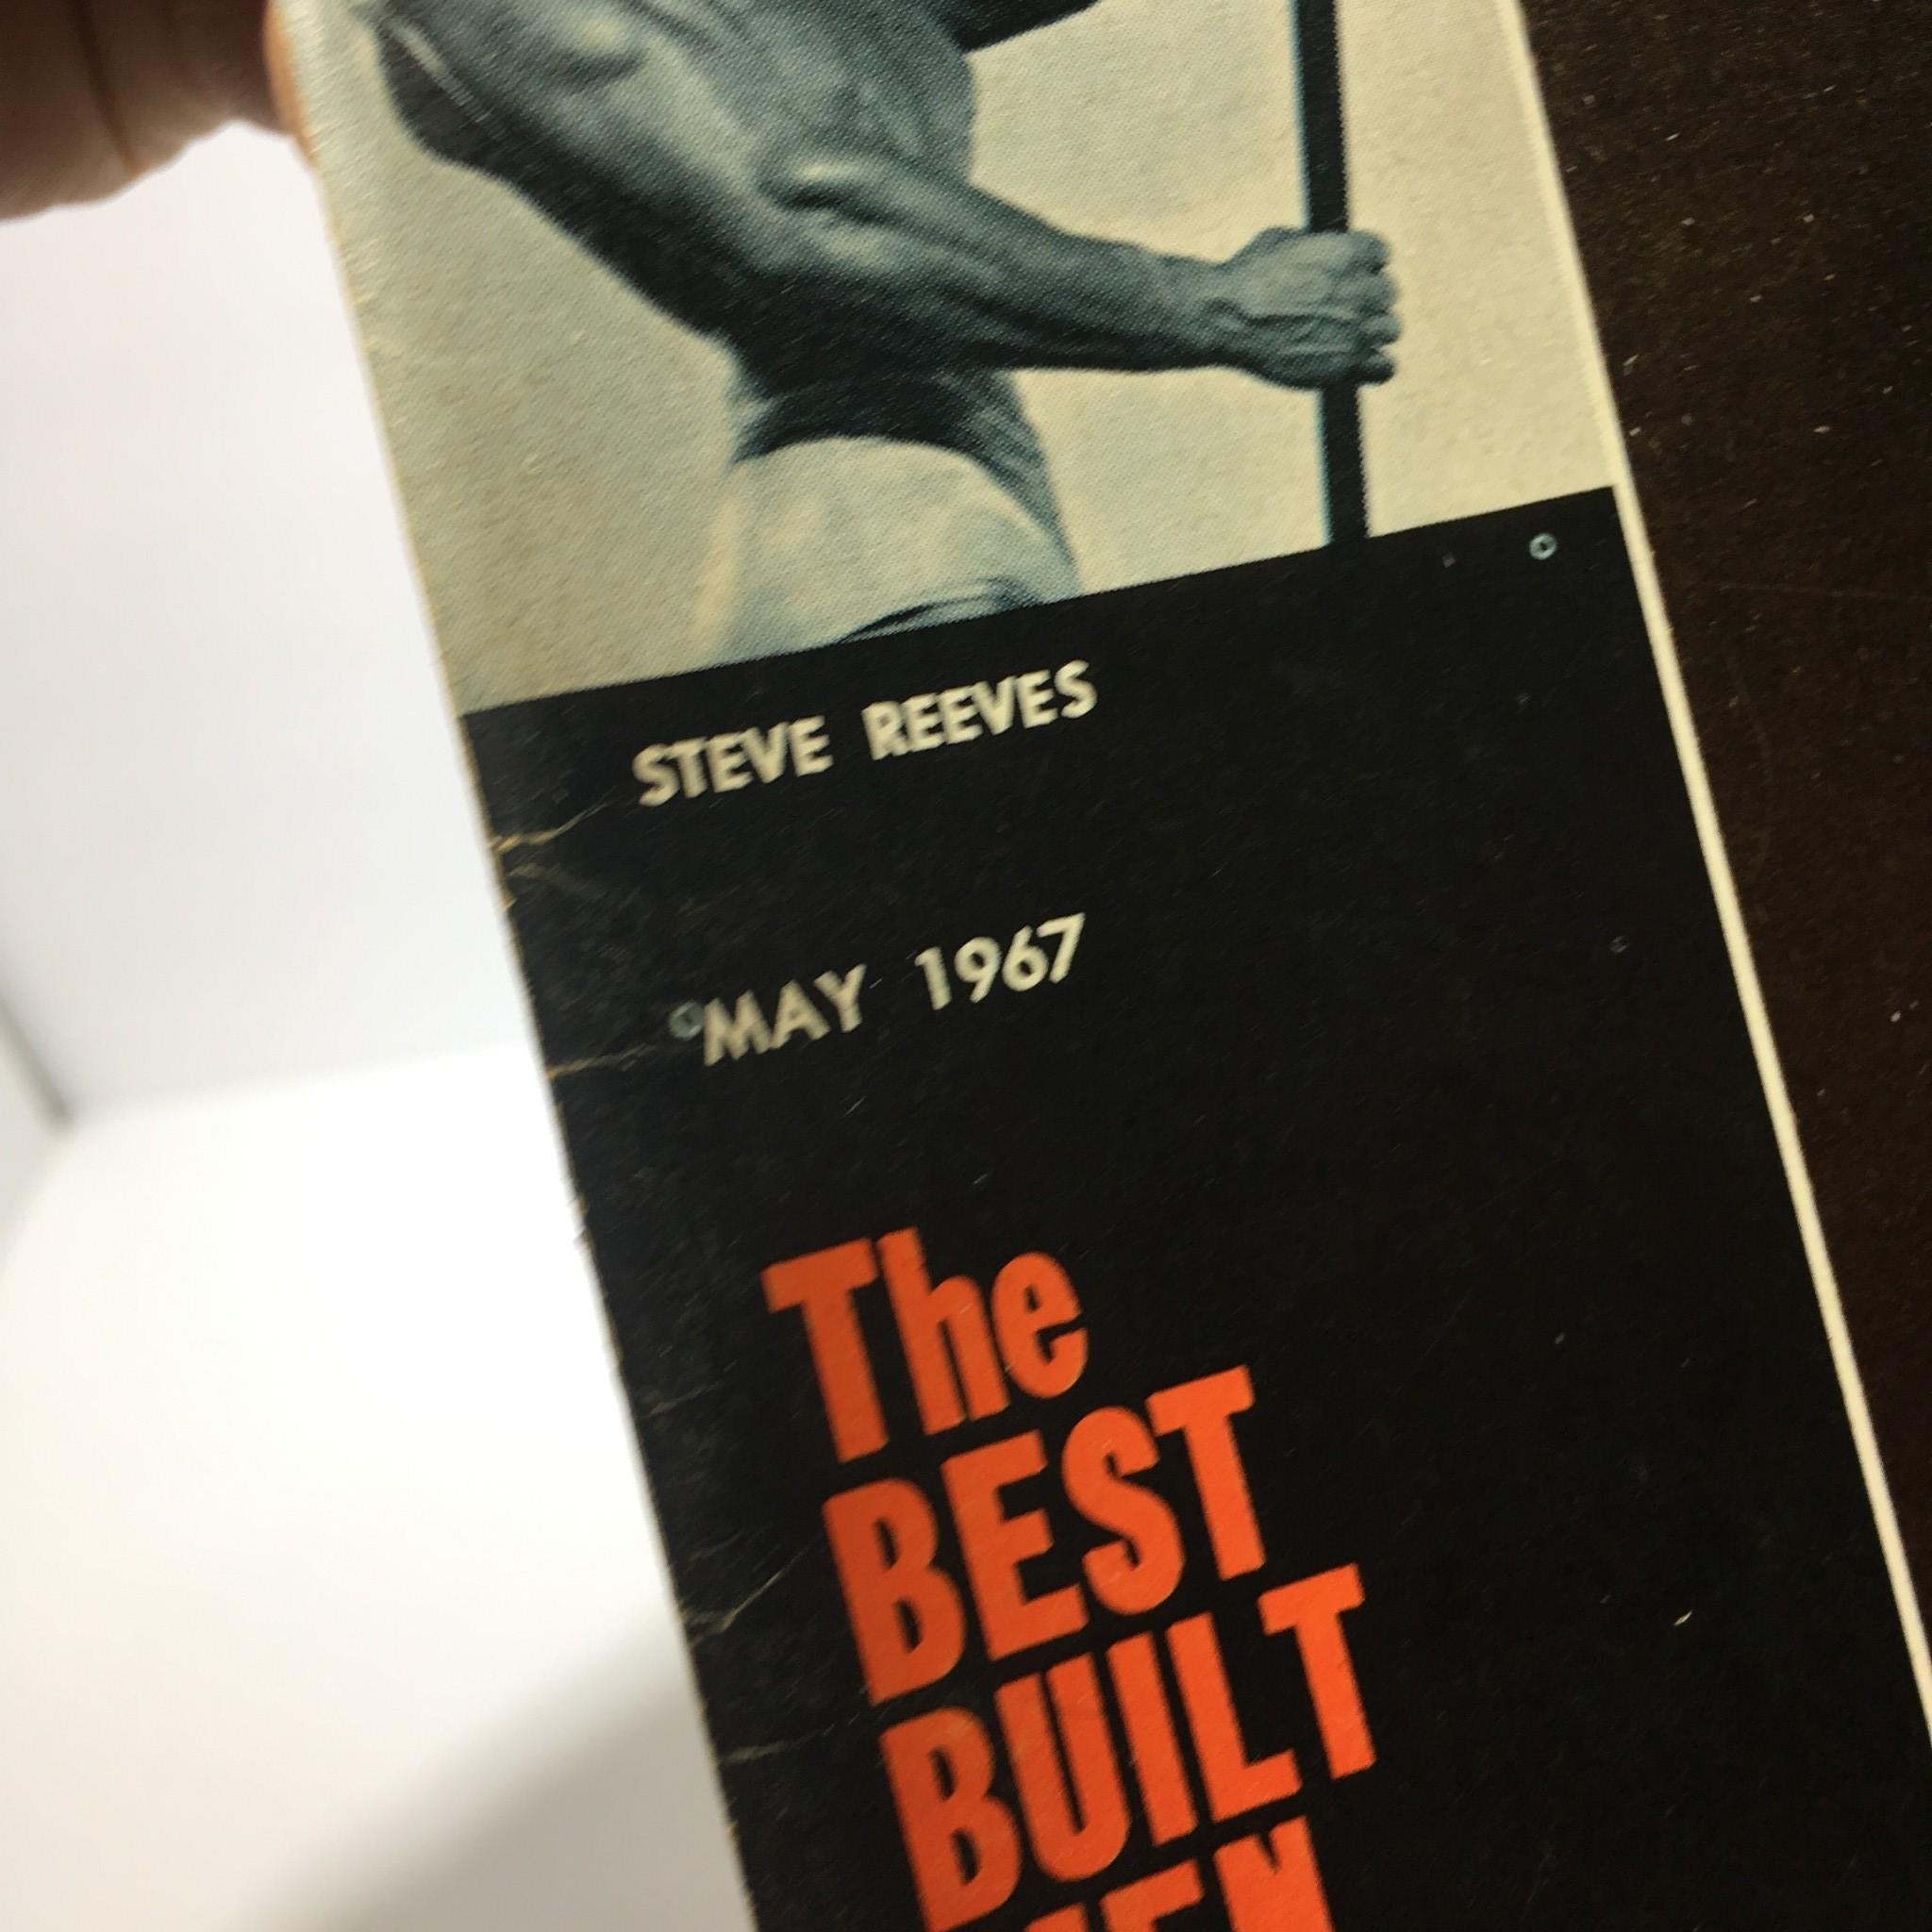 STEVE REEVES
MAY 1967
The
BEST
BUILT